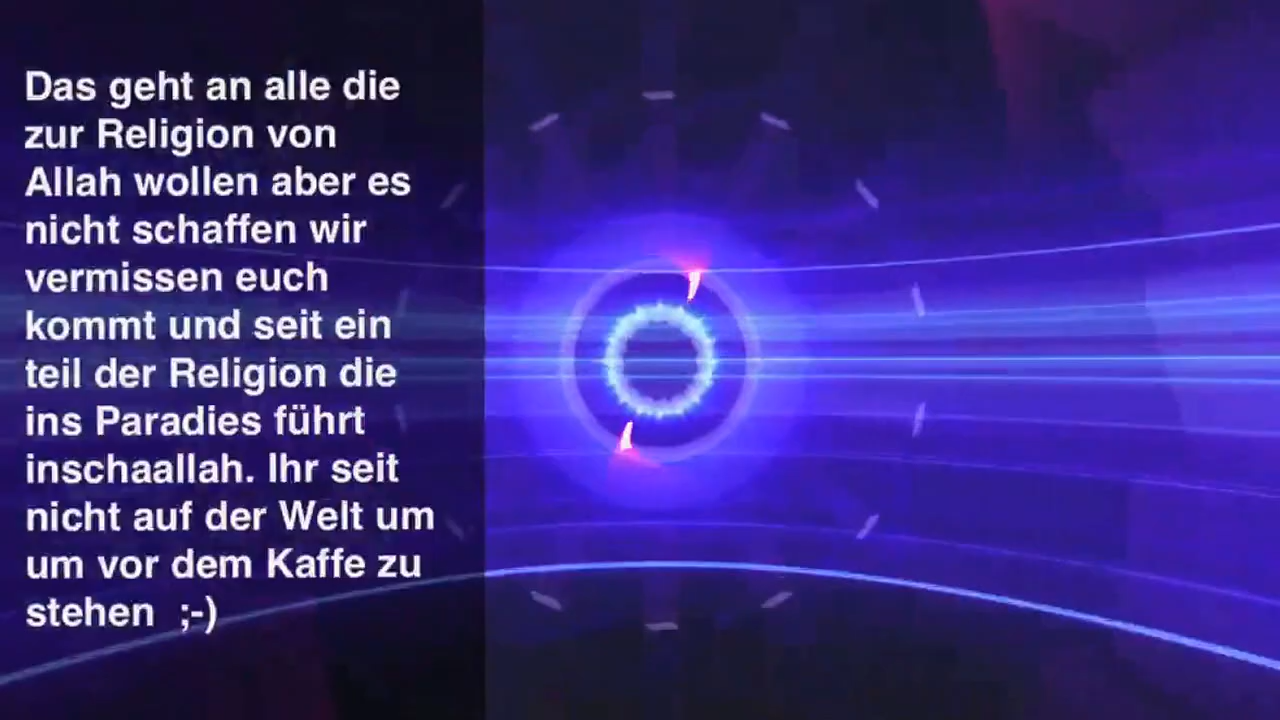 Das geht an alle die
zur Religion von
Allah wollen aber es
nicht schaffen wir
vermissen euch
kommt und seit ein
teil der Religion die
ins Paradies führt
inschaallah. Ihr seit
nicht auf der Welt um
um vor dem Kaffe zu
stehen  ;-)